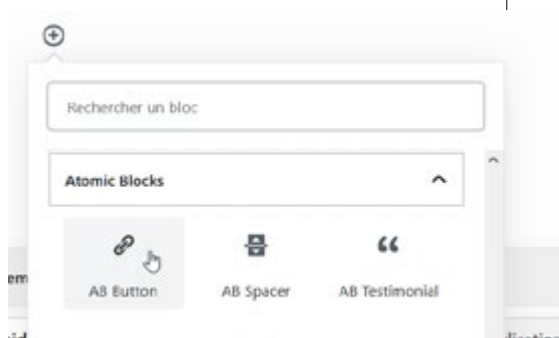 Rechercher un bloc
Atomic Blocks
AB Button AB Spacer AB Testimonial